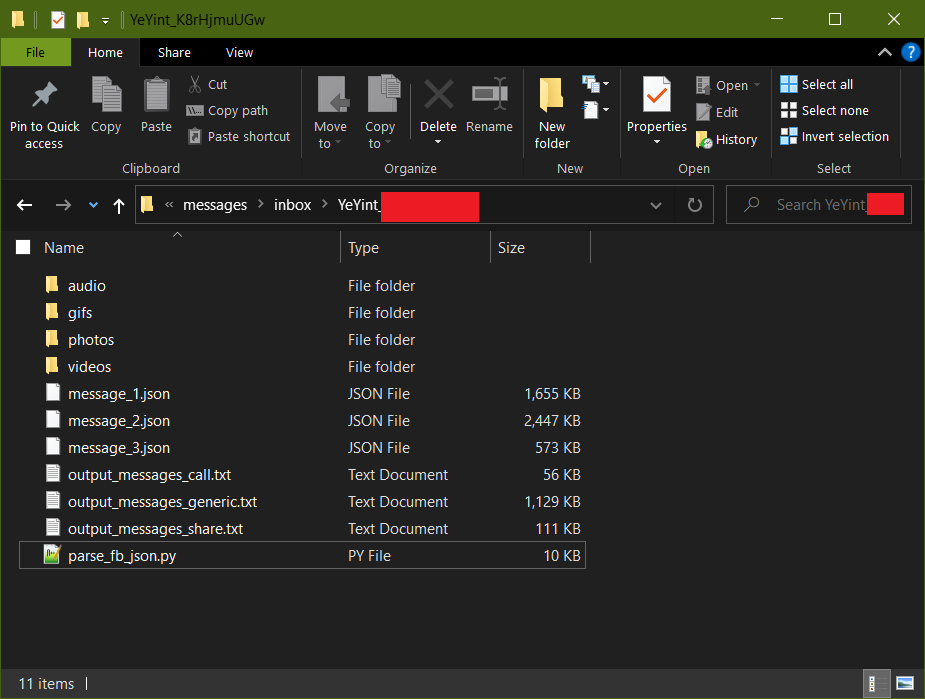 YeYint_K8rHjmuUGw
File Home Share View
Pin to Quick access
Copy
Paste
Cut
Copy path
Paste shortcut
Clipboard
Move to
Copy to
Delete
Rename
Organize
New folder
New
Properties
Open
Edit
History
Open
Select all
Select none
Invert selection
Select
« messages > inbox > YeYint_
Search YeYint_
Name Type Size
audio File folder
gifs File folder
photos File folder
videos File folder
message_1.json JSON File 1,655 KB
message_2.json JSON File 2,447 KB
message_3.json JSON File 573 KB
output_messages_call.txt Text Document 56 KB
output_messages_generic.txt Text Document 1,129 KB
output_messages_share.txt Text Document 111 KB
parse_fb_json.py PY File 10 KB
11 items